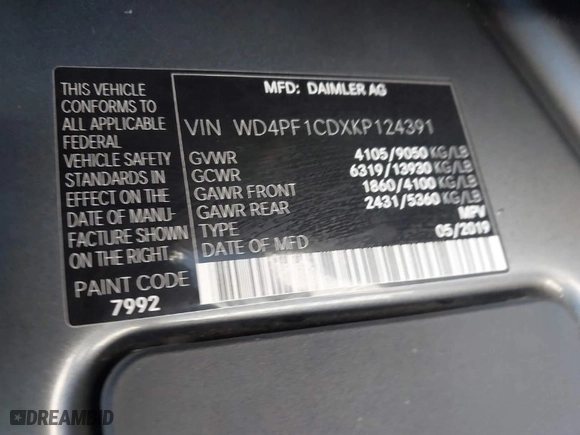 MFD: DAIMLER AG
THIS VEHICLE
CONFORMS TO
ALL APPLICABLE
FEDERAL
VEHICLE SAFETY
STANDARDS IN
EFFECT ON THE
DATE OF MANU-
FACTURE SHOWN
ON THE RIGHT.
PAINT CODE
7992
VIN WD4PF1CDXKP124391
GVWR 4105/9050 KG/LB
GCWR 6319/13930 KG/LB
GAWR FRONT 1860/4100 KG/LB
GAWR REAR 2431/5360 KG/LB
TYPE MPV
DATE OF MFD 05/2019
DREAMBID